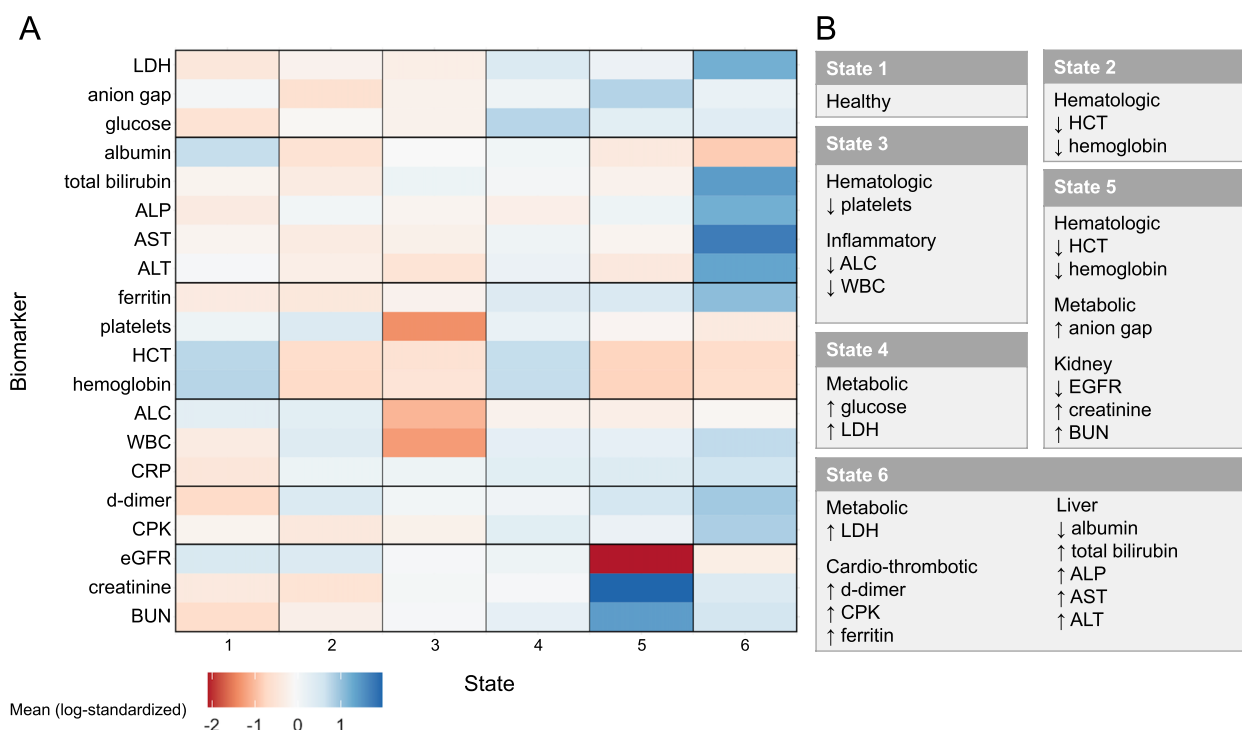 A
B
LDH
anion gap
glucose
albumin
total bilirubin
ALP
AST
ALT
ferritin
platelets
HCT
hemoglobin
ALC
WBC
CRP
d-dimer
CPK
eGFR
creatinine
BUN
Biomarker
1 2 3 4 5 6
State
Mean (log-standardized)
-2 -1 0 1
State 1
Healthy
State 2
Hematologic
↓ HCT
↓ hemoglobin
State 3
Hematologic
↓ platelets
Inflammatory
↓ ALC
↓ WBC
State 4
Metabolic
↑ glucose
↑ LDH
State 5
Hematologic
↓ HCT
↓ hemoglobin
Metabolic
↑ anion gap
Kidney
↓ EGFR
↑ creatinine
↑ BUN
State 6
Metabolic
↑ LDH
Cardio-thrombotic
↑ d-dimer
↑ CPK
↑ ferritin
Liver
↓ albumin
↑ total bilirubin
↑ ALP
↑ AST
↑ ALT